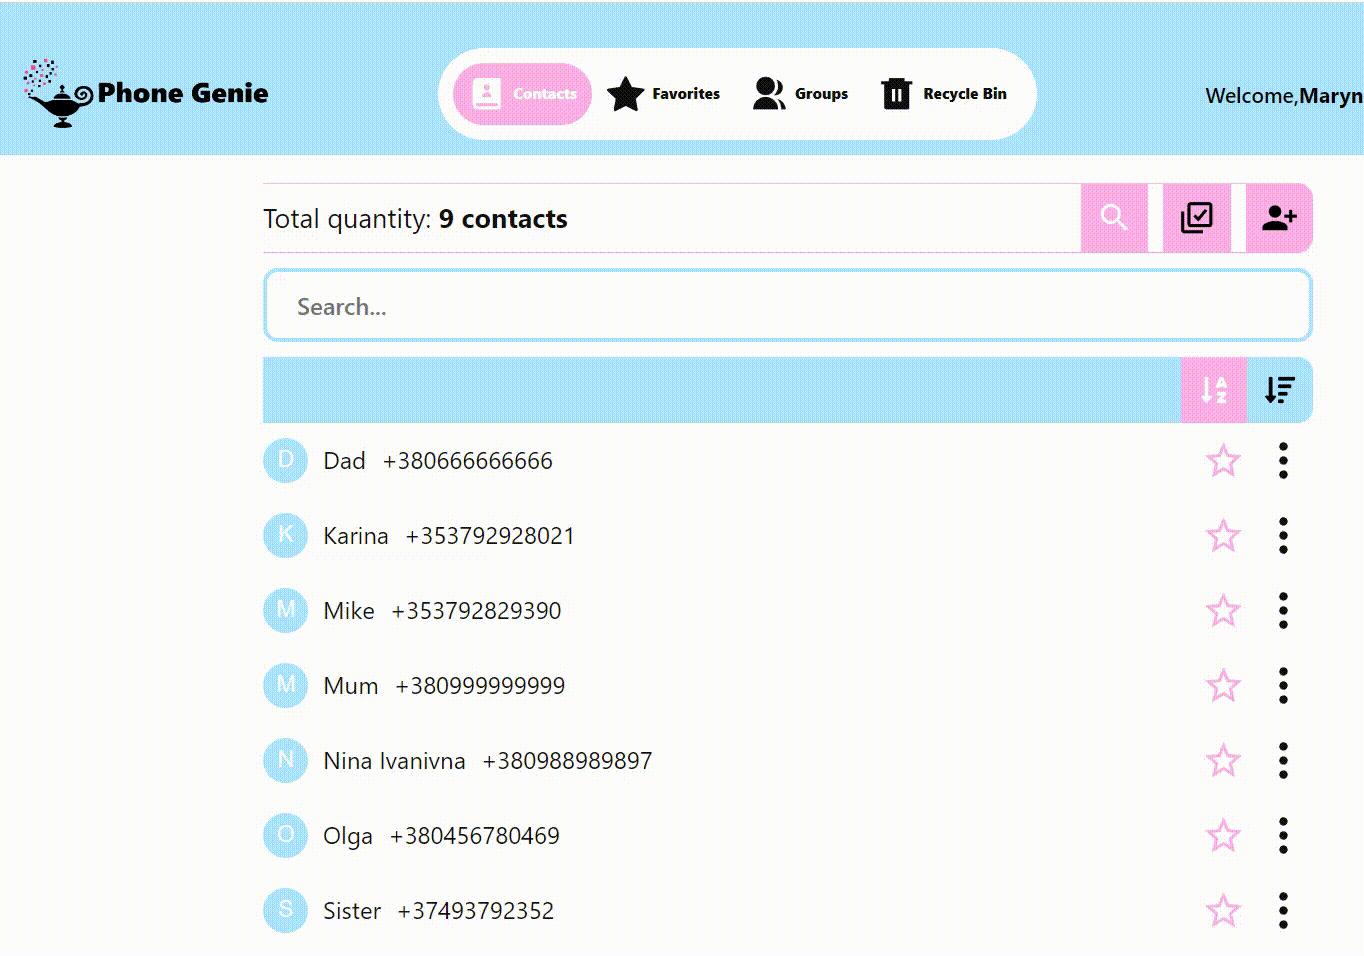 Phone Genie
Contacts Favorites Groups Recycle Bin
Welcome,Maryn
Total quantity: 9 contacts
Search...
A
Z
D Dad +380666666666
K Karina +353792928021
M Mike +353792829390
M Mum +380999999999
N Nina Ivanivna +380988989897
O Olga +380456780469
S Sister +37493792352